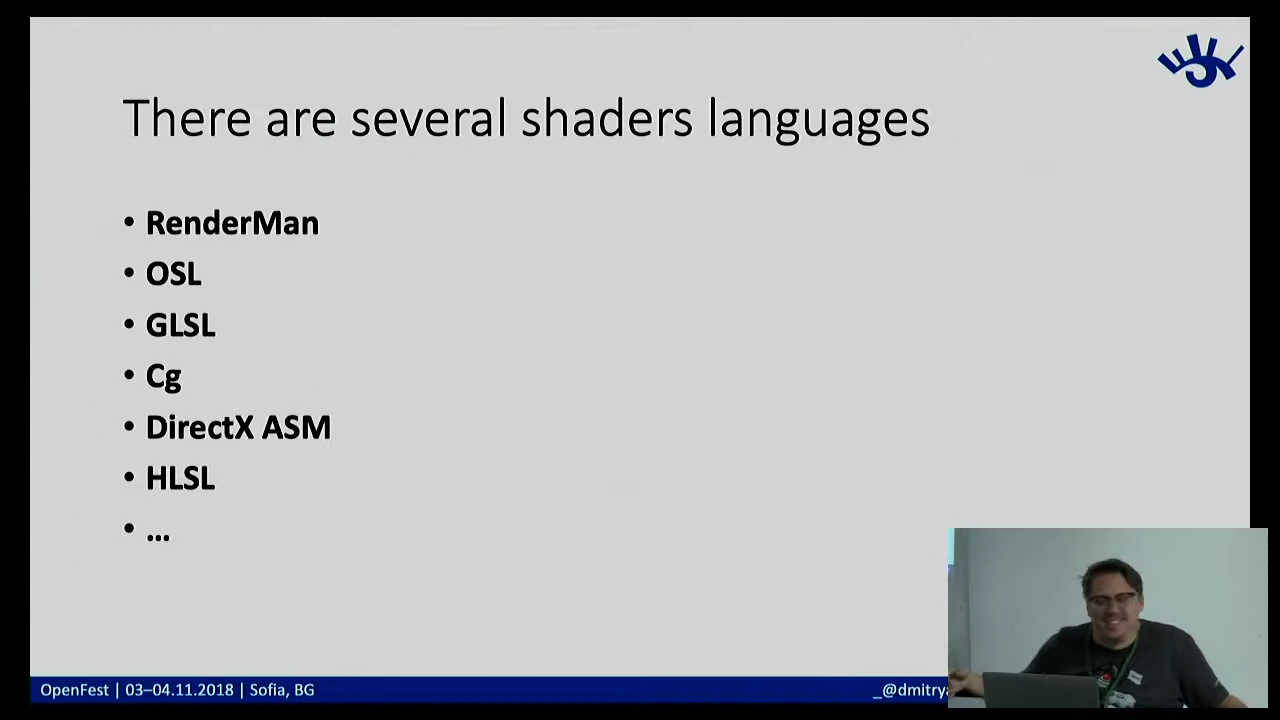 There are several shaders languages
• RenderMan
• OSL
• GLSL
• Cg
• DirectX ASM
• HLSL
• ...
OpenFest | 03–04.11.2018 | Sofia, BG